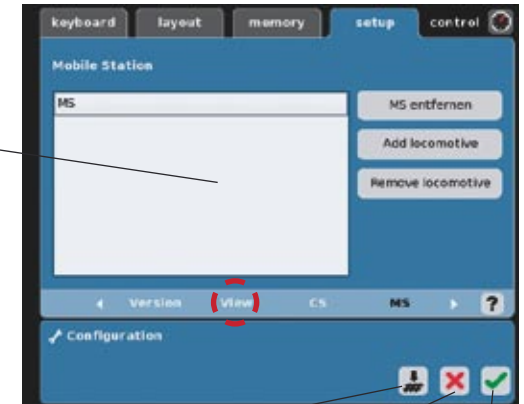 keyboard layout memory setup control
Mobile Station
MS
MS entfernen
Add locomotive
Remove locomotive
Version View CS MS ?
Configuration